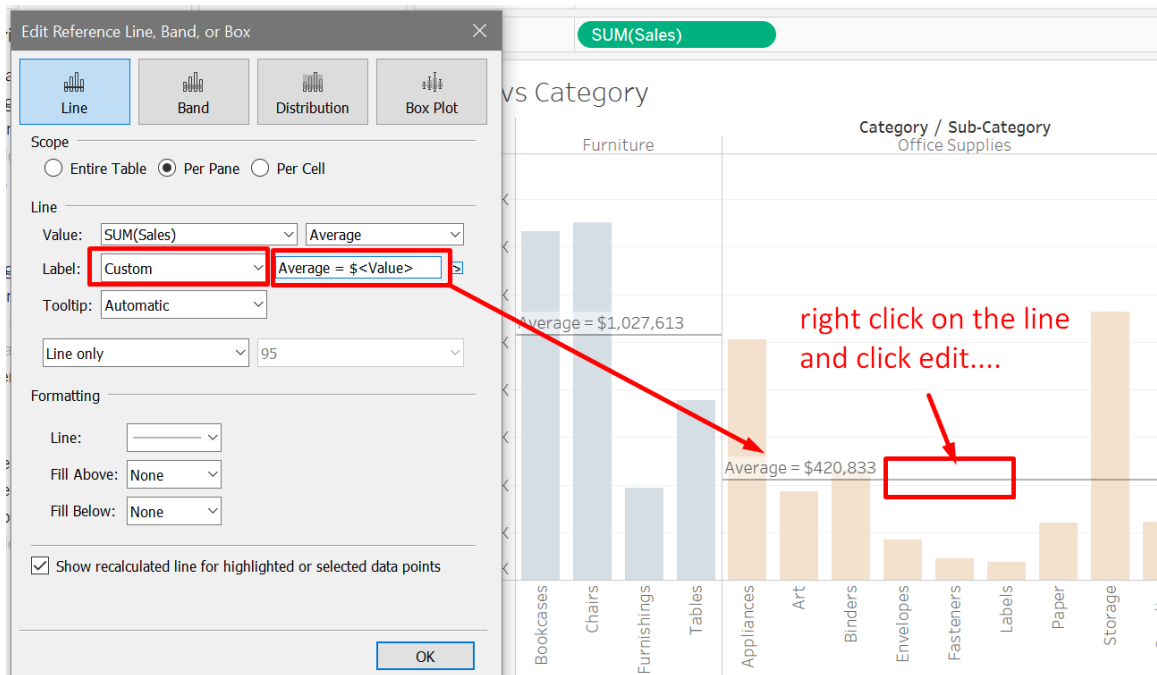 Edit Reference Line, Band, or Box
Line
Band
Distribution
Box Plot
Scope
Entire Table
Per Pane
Per Cell
Line
Value:
SUM(Sales)
Average
Label:
Custom
Average = $<Value>
>
Tooltip:
Automatic
Line only
95
Formatting
Line:
Fill Above:
None
Fill Below:
None
Show recalculated line for highlighted or selected data points
OK
SUM(Sales)
vs Category
Category / Sub-Category
Furniture
Office Supplies
Average = $1,027,613
right click on the line
and click edit....
Average = $420,833
Bookcases
Chairs
Furnishings
Tables
Appliances
Art
Binders
Envelopes
Fasteners
Labels
Paper
Storage